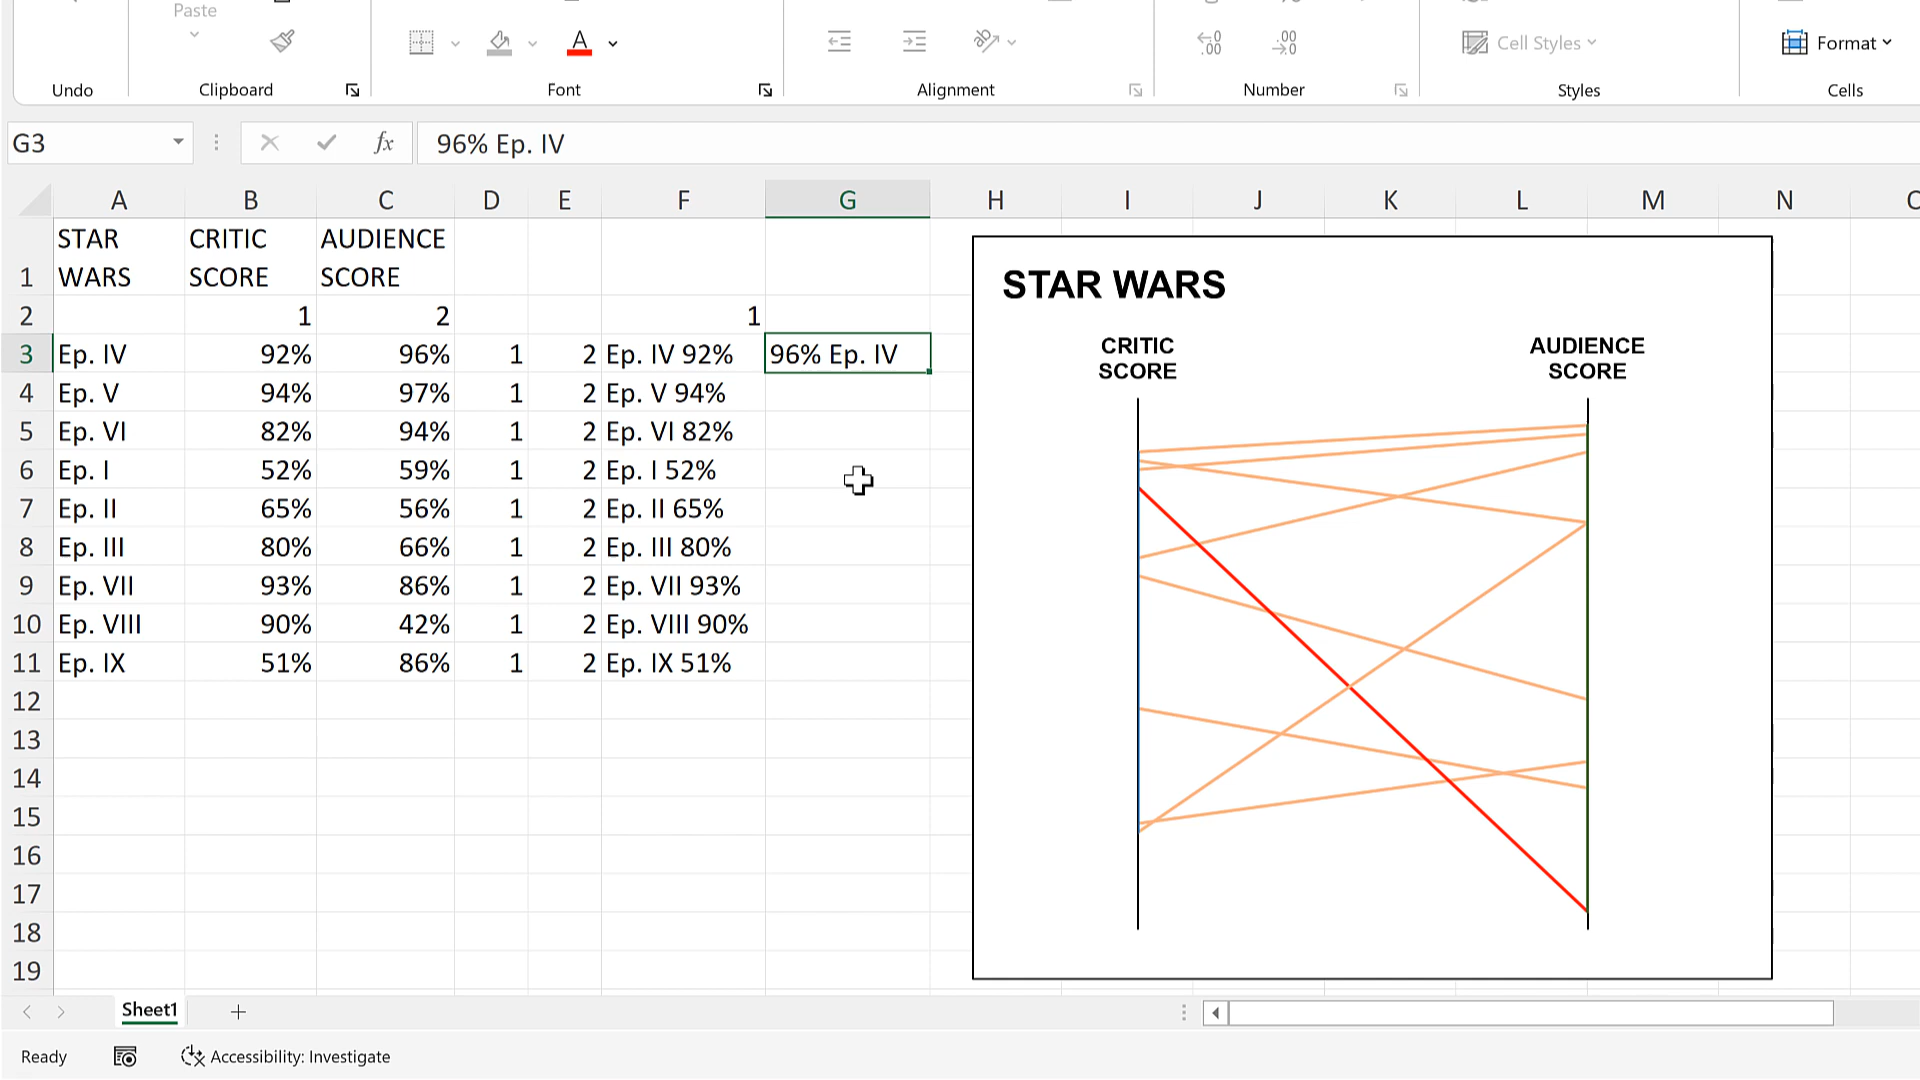 Paste
Undo
Clipboard
Font
Alignment
Number
Cell Styles
Styles
Format
Cells
G3
fx
96% Ep. IV
A B C D E F G H I J K L M N
1 STAR WARS CRITIC SCORE AUDIENCE SCORE
2 1 2 1
3 Ep. IV 92% 96% 1 2 Ep. IV 92% 96% Ep. IV
4 Ep. V 94% 97% 1 2 Ep. V 94%
5 Ep. VI 82% 94% 1 2 Ep. VI 82%
6 Ep. I 52% 59% 1 2 Ep. I 52%
7 Ep. II 65% 56% 1 2 Ep. II 65%
8 Ep. III 80% 66% 1 2 Ep. III 80%
9 Ep. VII 93% 86% 1 2 Ep. VII 93%
10 Ep. VIII 90% 42% 1 2 Ep. VIII 90%
11 Ep. IX 51% 86% 1 2 Ep. IX 51%
12
13
14
15
16
17
18
19
STAR WARS
CRITIC
SCORE
AUDIENCE
SCORE
Sheet1
Ready
Accessibility: Investigate